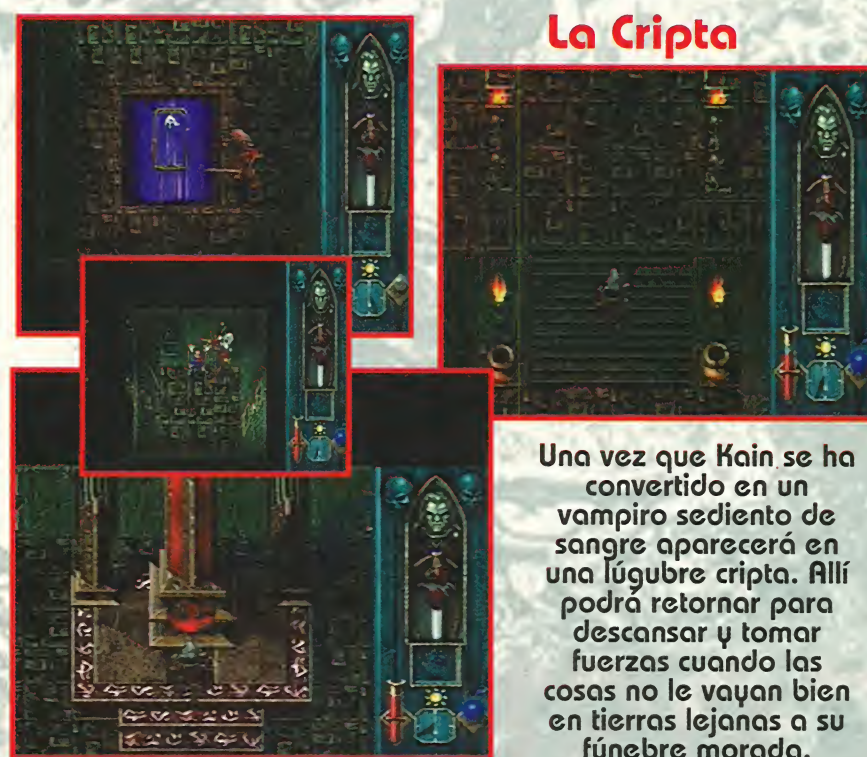 La Cripta
Una vez que Kain se ha
convertido en un
vampiro sediento de
sangre aparecerá en
una lúgubre cripta. Allí
podrá retornar para
descansar y tomar
fuerzas cuando las
cosas no le vayan bien
en tierras lejanas a su
fúnebre morada.